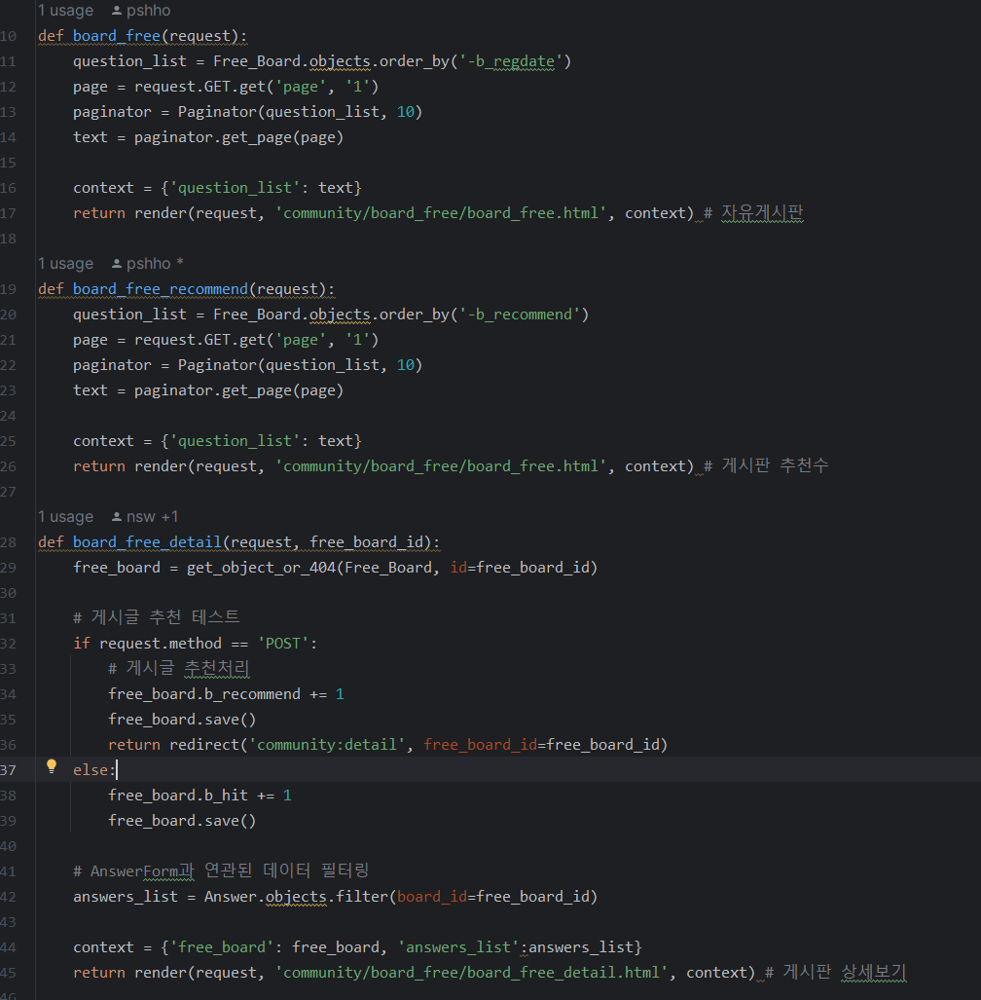 1 usage pshho
10 def board_free(request):
11 question_list = Free_Board.objects.order_by('-b_regdate')
12 page = request.GET.get('page', '1')
13 paginator = Paginator(question_list, 10)
14 text = paginator.get_page(page)
15
16 context = {'question_list': text}
17 return render(request, 'community/board_free/board_free.html', context) # 자유게시판
18
1 usage pshho *
19 def board_free_recommend(request):
20 question_list = Free_Board.objects.order_by('-b_recommend')
21 page = request.GET.get('page', '1')
22 paginator = Paginator(question_list, 10)
23 text = paginator.get_page(page)
24
25 context = {'question_list': text}
26 return render(request, 'community/board_free/board_free.html', context) # 게시판 추천수
27
1 usage nsw +1
28 def board_free_detail(request, free_board_id):
29 free_board = get_object_or_404(Free_Board, id=free_board_id)
30
31 # 게시글 추천 테스트
32 if request.method == 'POST':
33 # 게시글 추천처리
34 free_board.b_recommend += 1
35 free_board.save()
36 return redirect('community:detail', free_board_id=free_board_id)
37 else:
38 free_board.b_hit += 1
39 free_board.save()
40
41 # AnswerForm과 연관된 데이터 필터링
42 answers_list = Answer.objects.filter(board_id=free_board_id)
43
44 context = {'free_board': free_board, 'answers_list':answers_list}
45 return render(request, 'community/board_free/board_free_detail.html', context) # 게시판 상세보기
46